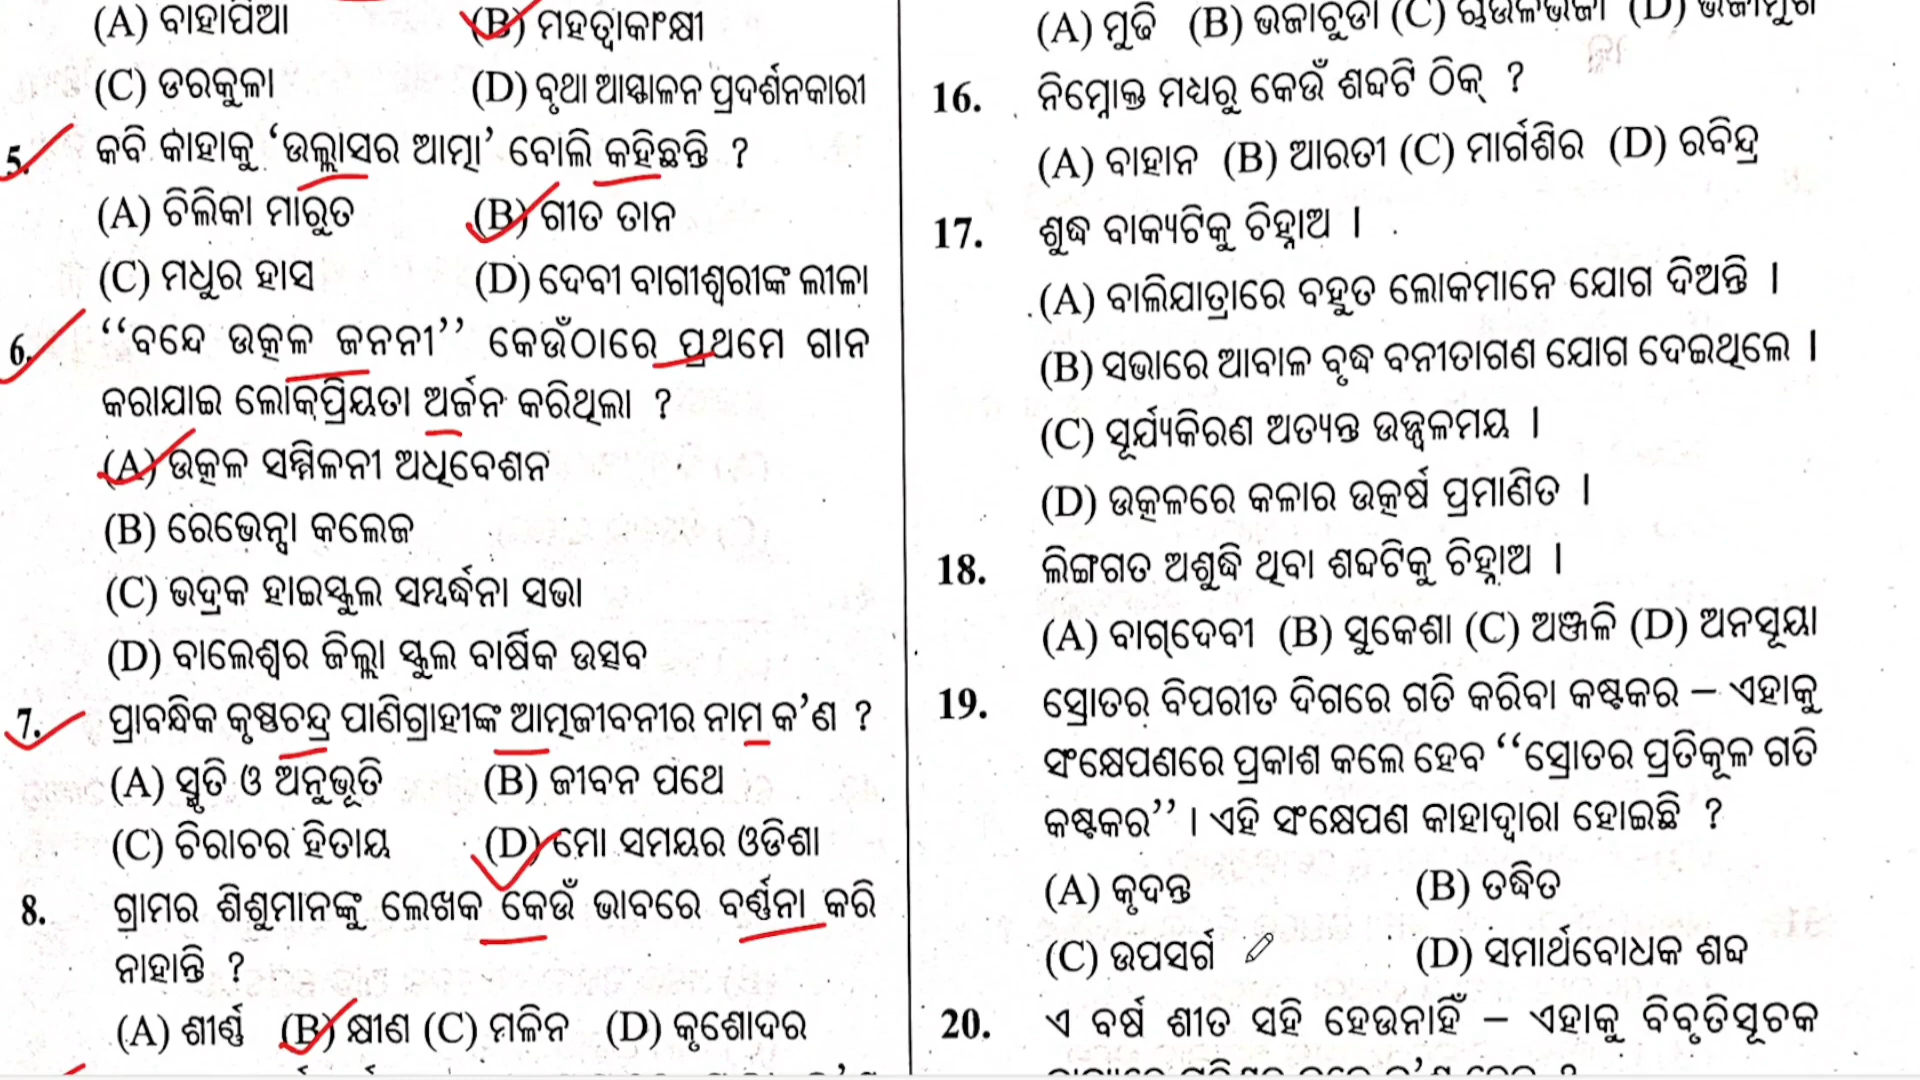 (A) ବାହାପିଆ (B) ମହତ୍ୱାକାଂକ୍ଷୀ
(C) ଡରକୁଳା (D) ବୃଥା ଆସ୍ଫାଳନ ପ୍ରଦର୍ଶନକାରୀ
5. କବି କାହାକୁ ‘ଉଲ୍ଲାସର ଆତ୍ମା’ ବୋଲି କହିଛନ୍ତି ?
(A) ଚିଲିକା ମାରୁତ (B) ଗୀତ ତାନ
(C) ମଧୁର ହାସ (D) ଦେବୀ ବାଗୀଶ୍ୱରୀଙ୍କ ଲୀଳା
6. ‘‘ବନ୍ଦେ ଉତ୍କଳ ଜନନୀ’’ କେଉଁଠାରେ ପ୍ରଥମେ ଗାନ
କରାଯାଇ ଲୋକପ୍ରିୟତା ଅର୍ଜନ କରିଥିଲା ?
(A) ଉତ୍କଳ ସମ୍ମିଳନୀ ଅଧିବେଶନ
(B) ରେଭେନ୍ସା କଲେଜ
(C) ଭଦ୍ରକ ହାଇସ୍କୁଲ ସମ୍ବର୍ଦ୍ଧନା ସଭା
(D) ବାଲେଶ୍ୱର ଜିଲ୍ଲା ସ୍କୁଲ ବାର୍ଷିକ ଉତ୍ସବ
7. ପ୍ରାବନ୍ଧିକ କୃଷ୍ଣଚନ୍ଦ୍ର ପାଣିଗ୍ରାହୀଙ୍କ ଆତ୍ମଜୀବନୀର ନାମ କ’ଣ ?
(A) ସ୍ମୃତି ଓ ଅନୁଭୂତି (B) ଜୀବନ ପଥେ
(C) ଚିରାଚର ହିତାୟ (D) ମୋ ସମୟର ଓଡିଶା
8. ଗ୍ରାମର ଶିଶୁମାନଙ୍କୁ ଲେଖକ କେଉଁ ଭାବରେ ବର୍ଣ୍ଣନା କରି
ନାହାନ୍ତି ?
(A) ଶୀର୍ଣ୍ଣ (B) କ୍ଷୀଣ (C) ମଳିନ (D) କୃଶୋଦର
(A) ମୁଢି (B) ଭଜାଚୁଡା (C) (D)
16. ନିମ୍ନୋକ୍ତ ମଧ୍ୟରୁ କେଉଁ ଶବ୍ଦଟି ଠିକ୍ ?
(A) ବାହାନ (B) ଆରତୀ (C) ମାର୍ଗଶିର (D) ରବିନ୍ଦ୍ର
17. ଶୁଦ୍ଧ ବାକ୍ୟଟିକୁ ଚିହ୍ନାଅ ।
(A) ବାଲିଯାତ୍ରାରେ ବହୁତ ଲୋକମାନେ ଯୋଗ ଦିଅନ୍ତି ।
(B) ସଭାରେ ଆବାଳ ବୃଦ୍ଧ ବନୀତାଗଣ ଯୋଗ ଦେଇଥିଲେ ।
(C) ସୂର୍ଯ୍ୟକିରଣ ଅତ୍ୟନ୍ତ ଉଜ୍ଜ୍ୱଳମୟ ।
(D) ଉତ୍କଳରେ କଳାର ଉତ୍କର୍ଷ ପ୍ରମାଣିତ ।
18. ଲିଙ୍ଗଗତ ଅଶୁଦ୍ଧି ଥିବା ଶବ୍ଦଟିକୁ ଚିହ୍ନାଅ ।
(A) ବାଗ୍‌ଦେବୀ (B) ସୁକେଶା (C) ଅଞ୍ଜଳି (D) ଅନସୂୟା
19. ସ୍ରୋତର ବିପରୀତ ଦିଗରେ ଗତି କରିବା କଷ୍ଟକର – ଏହାକୁ
ସଂକ୍ଷେପଣରେ ପ୍ରକାଶ କଲେ ହେବ ‘‘ସ୍ରୋତର ପ୍ରତିକୂଳ ଗତି
କଷ୍ଟକର’’ । ଏହି ସଂକ୍ଷେପଣ କାହାଦ୍ୱାରା ହୋଇଛି ?
(A) କୃଦନ୍ତ (B) ତଦ୍ଧିତ
(C) ଉପସର୍ଗ (D) ସମାର୍ଥବୋଧକ ଶବ୍ଦ
20. ଏ ବର୍ଷ ଶୀତ ସହି ହେଉନାହିଁ – ଏହାକୁ ବିବୃତିସୂଚକ